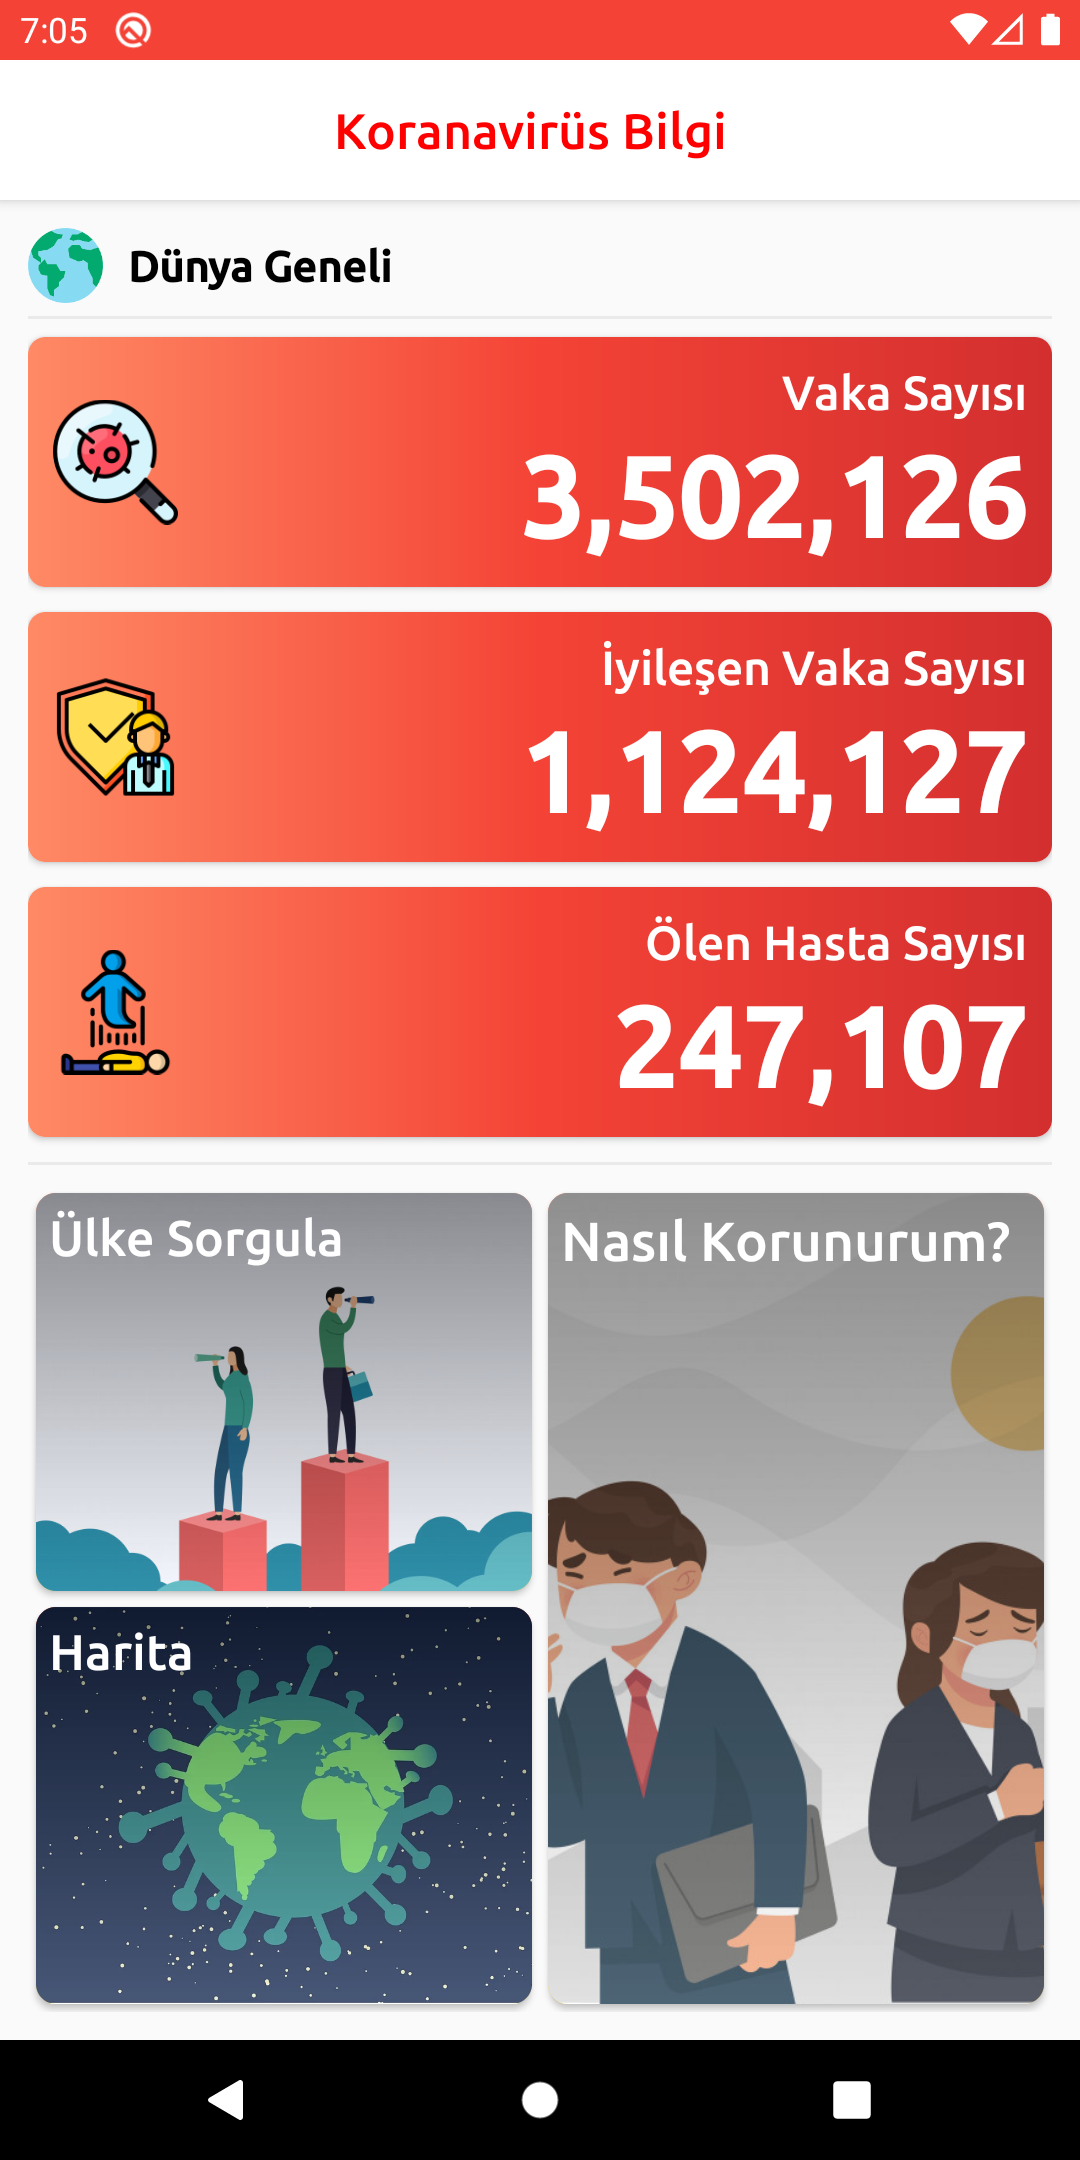 7:05
Koranavirüs Bilgi
Dünya Geneli
Vaka Sayısı
3,502,126
İyileşen Vaka Sayısı
1,124,127
Ölen Hasta Sayısı
247,107
Ülke Sorgula
Nasıl Korunurum?
Harita